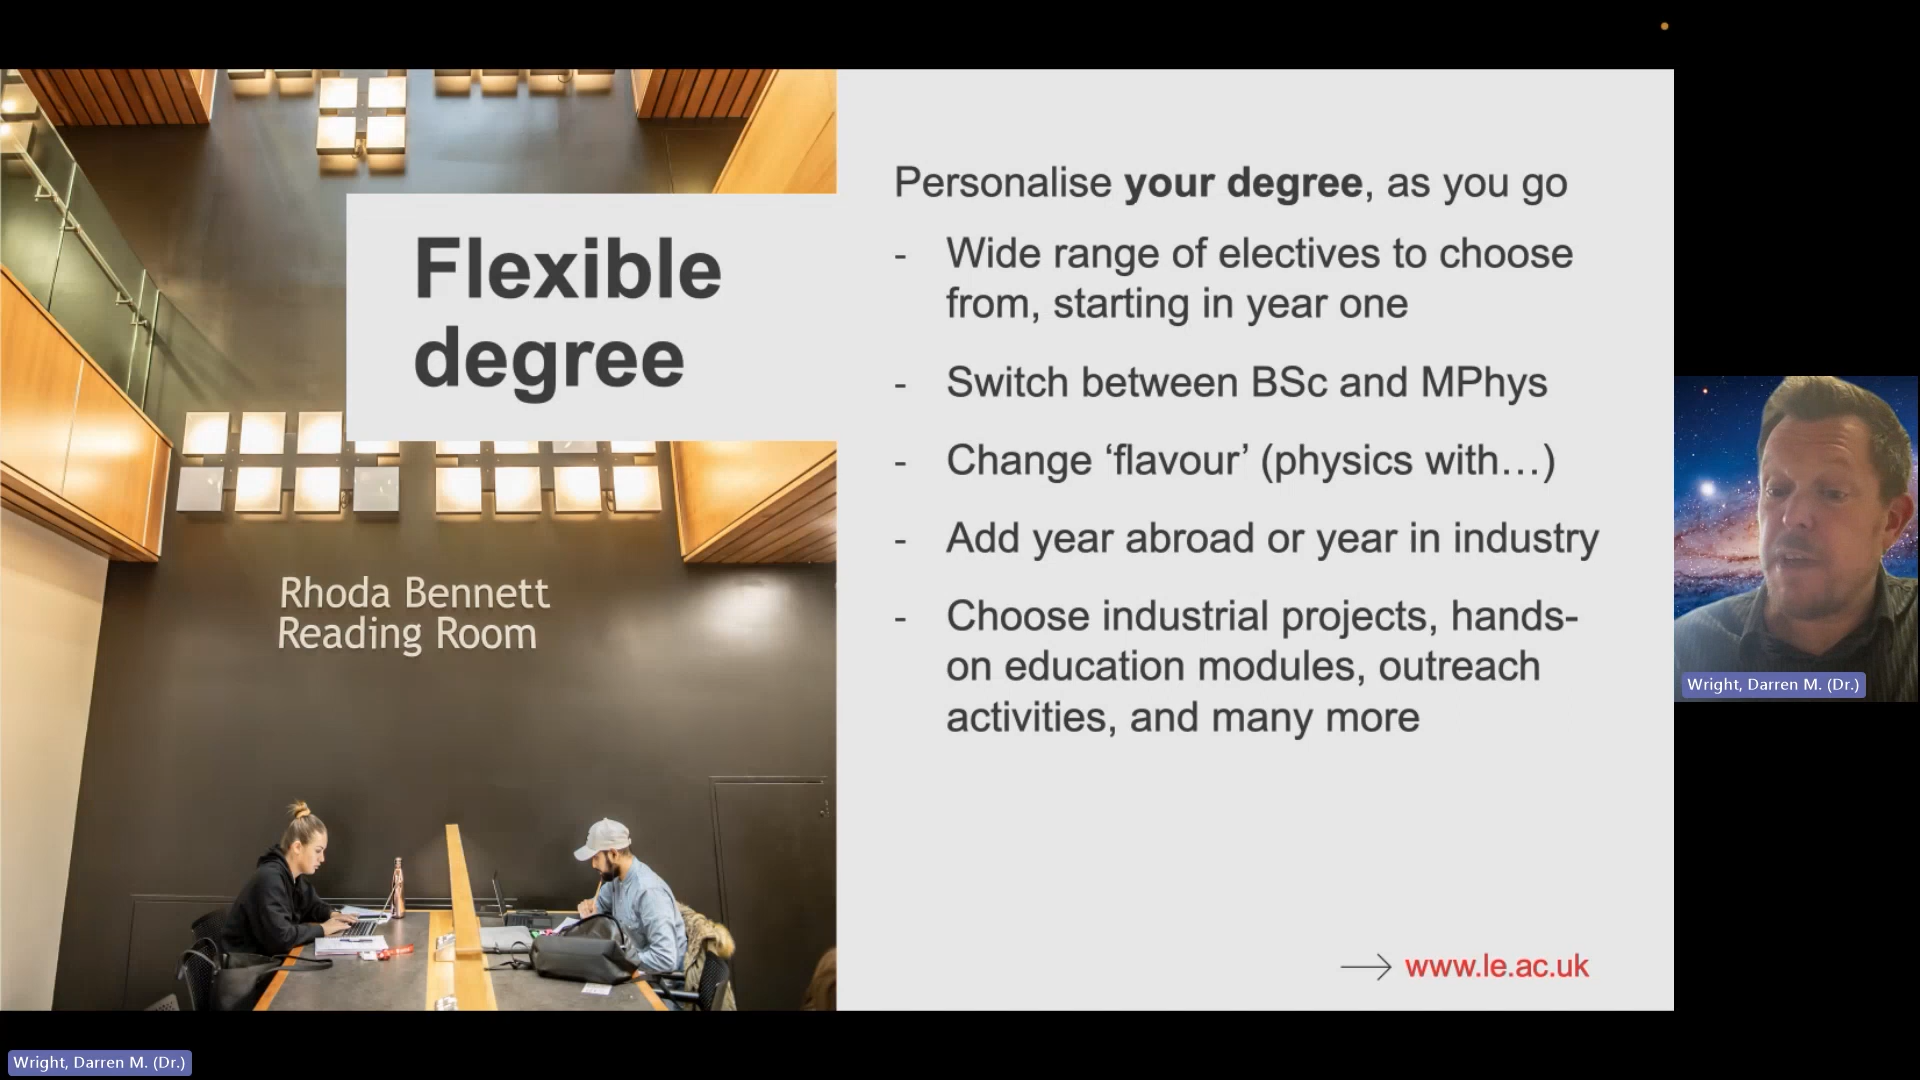 Flexible
degree
Rhoda Bennett
Reading Room
Personalise your degree, as you go
- Wide range of electives to choose
from, starting in year one
- Switch between BSc and MPhys
- Change ‘flavour’ (physics with…)
- Add year abroad or year in industry
- Choose industrial projects, hands-
on education modules, outreach
activities, and many more
www.le.ac.uk
Wright, Darren M. (Dr.)
Wright, Darren M. (Dr.)